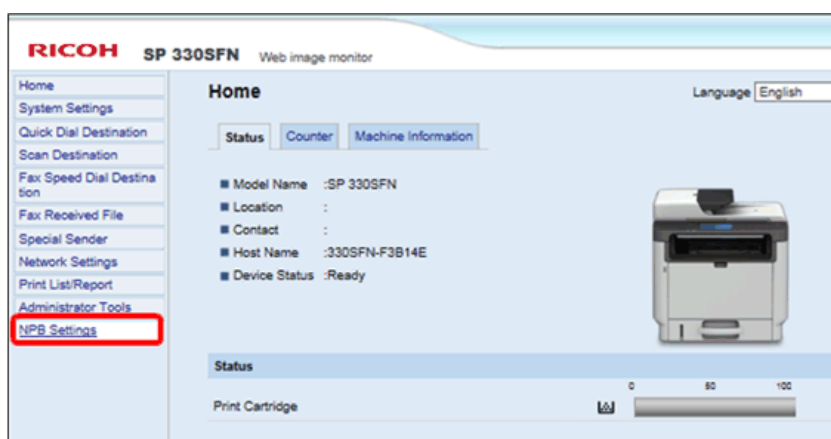 RICOH SP 330SFN Web image monitor
Home
System Settings
Quick Dial Destination
Scan Destination
Fax Speed Dial Destina
tion
Fax Received File
Special Sender
Network Settings
Print List/Report
Administrator Tools
NPB Settings
Home
Language English
Status Counter Machine Information
Model Name :SP 330SFN
Location :
Contact :
Host Name :330SFN-F3B14E
Device Status :Ready
Status
0 50 100
Print Cartridge